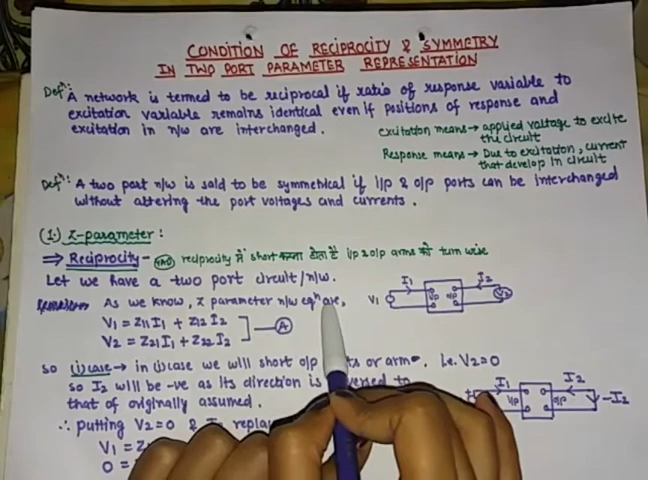 CONDITION OF RECIPROCITY & SYMMETRY
IN TWO PORT PARAMETER REPRESENTATION
Defⁿ: A network is termed to be reciprocal if ratio of response variable to
excitation variable remains identical even if positions of response and
excitation in n/w are interchanged.
excitation means → applied voltage to excite
the circuit
Response means → Due to excitation, current
that develop in circuit
Defⁿ: A two port n/w is said to be symmetrical if i/p & o/p ports can be interchanged
without altering the port voltages and currents.
(1.) Z-parameter:
⇒ Reciprocity - reciprocity में short करना होता है i/p & o/p arms को turn wise
Let we have a two port circuit/n/w.
As we know, z parameter n/w eqⁿ are,
V1 = Z11 I1 + Z12 I2
V2 = Z21 I1 + Z22 I2
A
I1 I2
V1 i/p o/p V2
so (i) case → in (i) case we will short o/p or arm i.e. V2=0
so I2 will be -ve as its direction is to
that of originally assumed.
I1 I2
i/p o/p -I2
∴ putting V2=0 &
V1 =
0 =